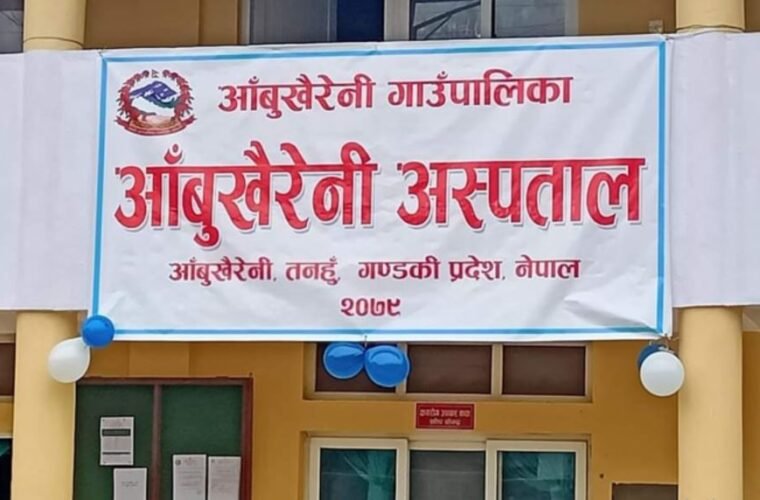 आँबुखैरेनी गाउँपालिका
आँबुखैरेनी अस्पताल
आँबुखैरेनी, तनहुँ, गण्डकी प्रदेश, नेपाल
२०७९